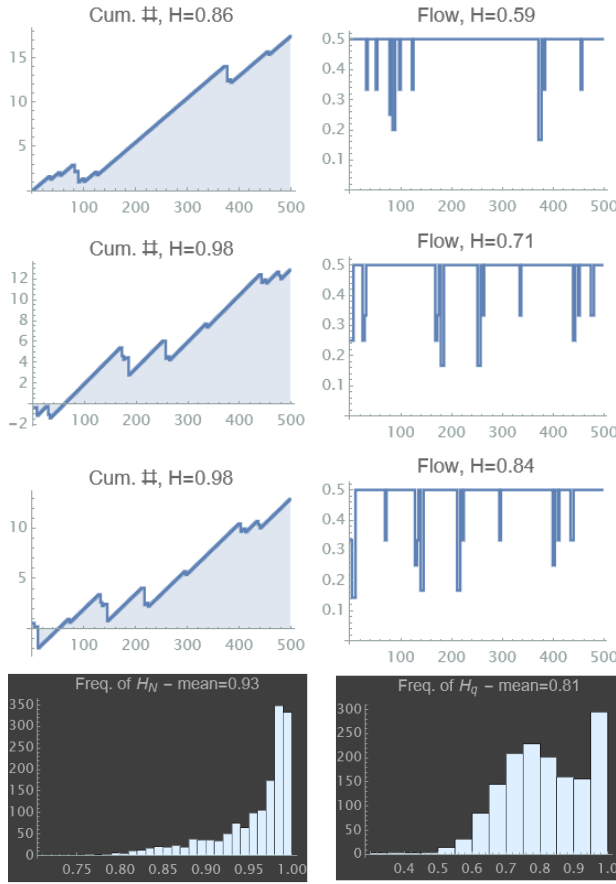 Cum. ⌗, H=0.86
15
10
5
100 200 300 400 500
Flow, H=0.59
0.5
0.4
0.3
0.2
0.1
100 200 300 400 500
Cum. ⌗, H=0.98
12
10
8
6
4
2
-2
100 200 300 400 500
Flow, H=0.71
0.5
0.4
0.3
0.2
0.1
100 200 300 400 500
Cum. ⌗, H=0.98
10
5
100 200 300 400 500
Flow, H=0.84
0.5
0.4
0.3
0.2
0.1
100 200 300 400 500
Freq. of H_N – mean=0.93
350
300
250
200
150
100
50
0
0.75 0.80 0.85 0.90 0.95 1.00
Freq. of H_q – mean=0.81
300
250
200
150
100
50
0
0.4 0.5 0.6 0.7 0.8 0.9 1.0